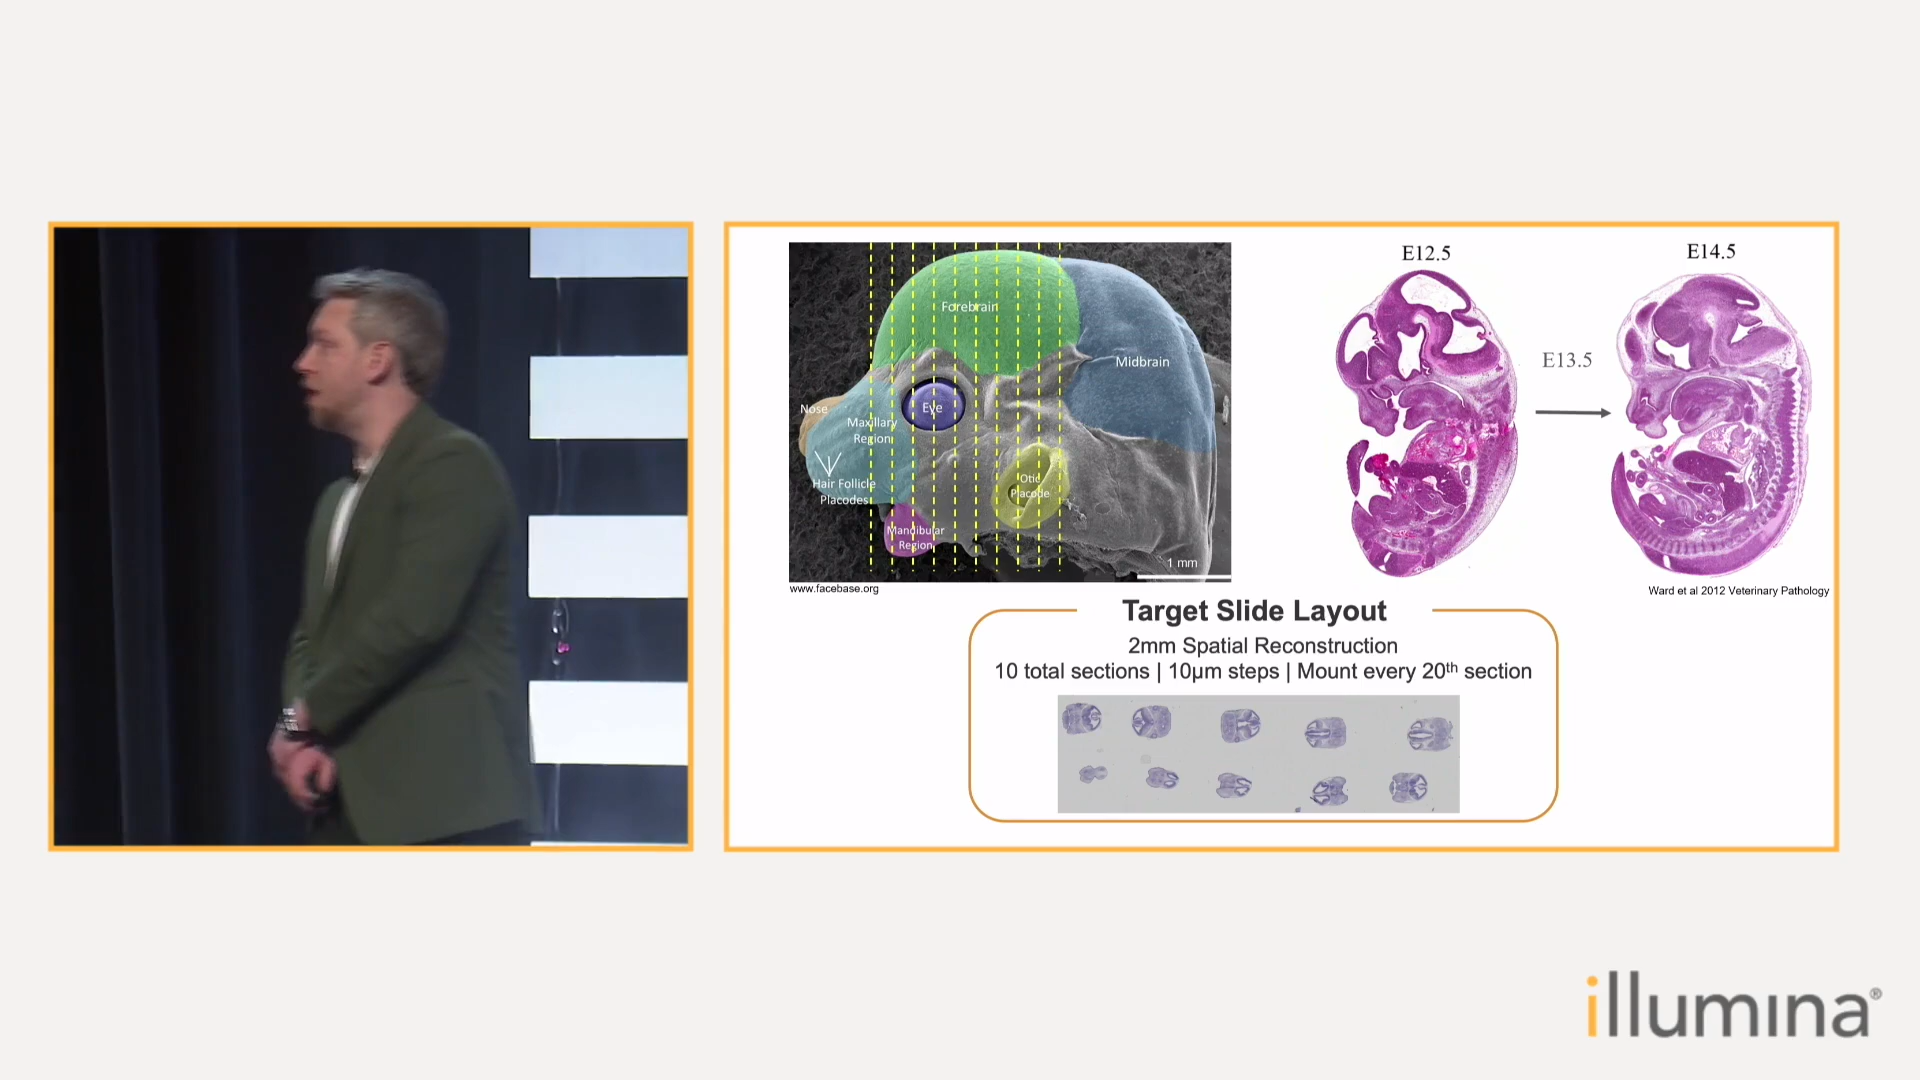 Forebrain
Midbrain
Nose
Eye
Maxillary
Region
Hair Follicle
Placodes
Otic
Placode
Mandibular
Region
1 mm
www.facebase.org
E12.5
E14.5
E13.5
Ward et al 2012 Veterinary Pathology
Target Slide Layout
2mm Spatial Reconstruction
10 total sections | 10µm steps | Mount every 20th section
illumina®